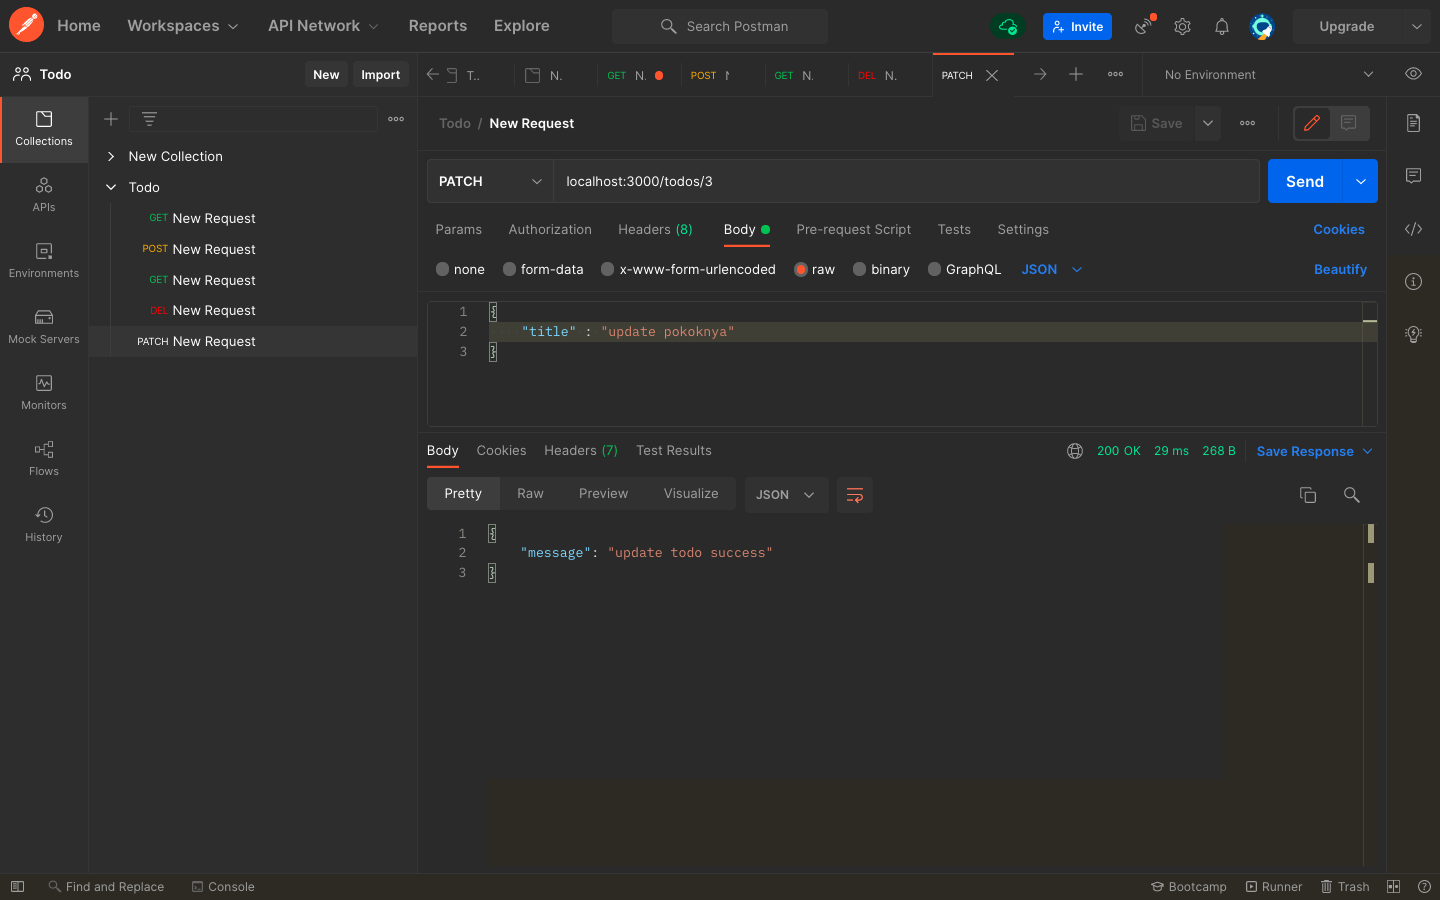 Home Workspaces API Network Reports Explore Search Postman Invite Upgrade
Todo New Import T.. N. GET N. POST GET N. DEL N. PATCH No Environment
Todo / New Request Save
Collections
APIs
Environments
Mock Servers
Monitors
Flows
History
New Collection
Todo
GET New Request
POST New Request
GET New Request
DEL New Request
PATCH New Request
PATCH localhost:3000/todos/3 Send
Params Authorization Headers (8) Body Pre-request Script Tests Settings Cookies
none form-data x-www-form-urlencoded raw binary GraphQL JSON Beautify
1 {
2 "title" : "update pokoknya"
3 }
Body Cookies Headers (7) Test Results 200 OK 29 ms 268 B Save Response
Pretty Raw Preview Visualize JSON
1 {
2 "message": "update todo success"
3 }
Find and Replace Console Bootcamp Runner Trash